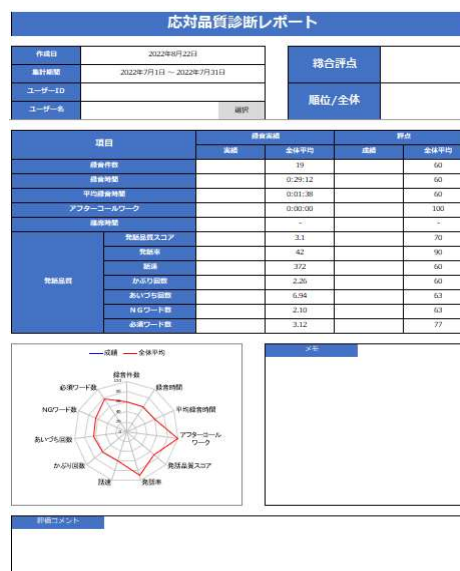 応対品質診断レポート
作成日 2022年8月22日
集計期間 2022年7月1日 ～ 2022年7月31日
ユーザーID
ユーザー名 選択
総合評点
順位/全体
項目 録音実績 評点
実績 全体平均 成績 全体平均
録音件数 19 60
録音時間 0:29:12 60
平均録音時間 0:01:38 60
アフターコールワーク 0:00:00 100
離席時間 - -
発話品質
発話品質スコア 3.1 70
発話率 42 90
話速 372 60
かぶり回数 2.26 60
あいづち回数 6.94 63
NGワード数 2.10 63
必須ワード数 3.12 77
成績 全体平均
録音件数
録音時間
平均録音時間
アフターコール
ワーク
発話品質スコア
発話率
話速
かぶり回数
あいづち回数
NGワード数
必須ワード数
メモ
評価コメント